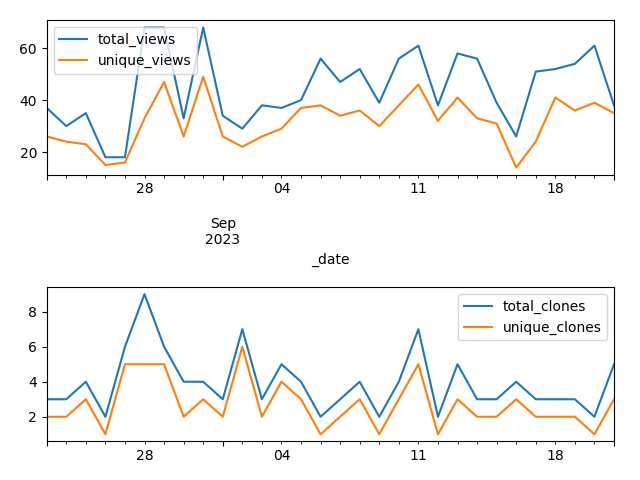 total_views
unique_views
60
40
20
28 04 11 18
Sep
2023
_date
total_clones
unique_clones
8
6
4
2
28 04 11 18